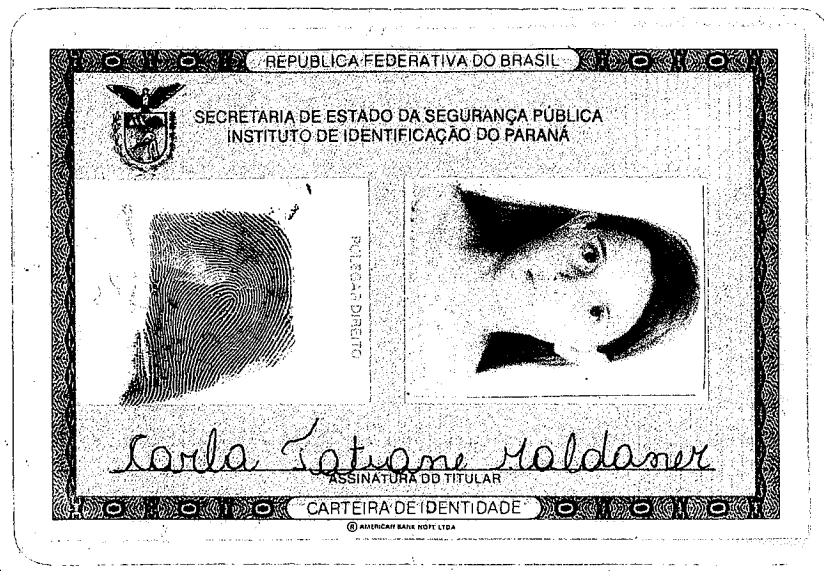 REPÚBLICA FEDERATIVA DO BRASIL
SECRETARIA DE ESTADO DA SEGURANÇA PÚBLICA
INSTITUTO DE IDENTIFICAÇÃO DO PARANÁ
POLEGAR DIREITO
Carla Tatiane Maldaner
ASSINATURA DO TITULAR
CARTEIRA DE IDENTIDADE
AMERICAN BANK NOTE LTDA